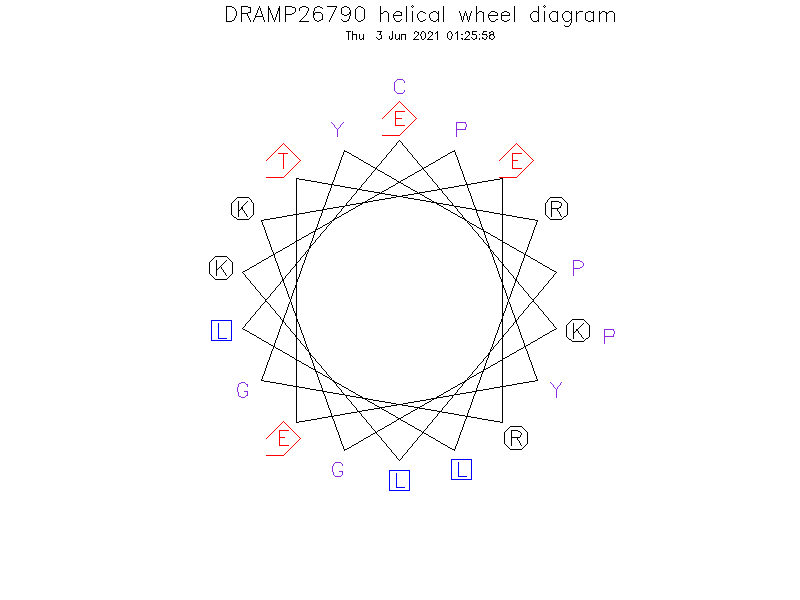 DRAMP26790 helical wheel diagram
Thu 3 Jun 2021 01:25:58
C
Y E P
T E
K R
K P
L K P
G Y
E R
G L
L